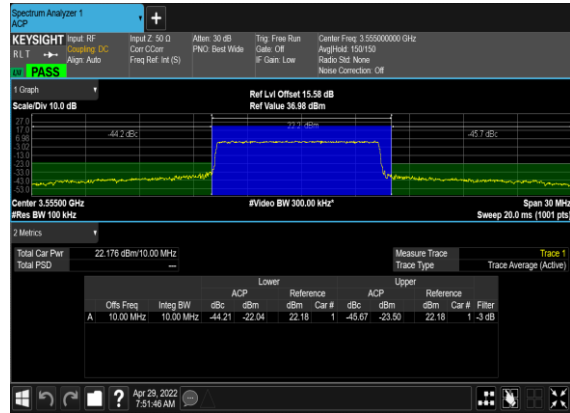 Spectrum Analyzer 1
ACP
+
KEYSIGHT Input: RF Input Z: 50 Ω Atten: 30 dB Trig: Free Run Center Freq: 3.555000000 GHz
RLT Coupling: DC Corr CCorr PNO: Best Wide Gate: Off Avg|Hold: 150/150
Align: Auto Freq Ref: Int (S) IF Gain: Low Radio Std: None
LW PASS Noise Correction: Off
1 Graph
Ref Lvl Offset 15.58 dB
Scale/Div 10.0 dB Ref Value 36.98 dBm
27.0
17.0 22.2 dBm
-44.2 dBc -45.7 dBc
6.98
-3.02
-13.0
-23.0
-33.0
-43.0
-53.0
Center 3.55500 GHz #Video BW 300.00 kHz* Span 30 MHz
#Res BW 100 kHz Sweep 20.0 ms (1001 pts)
2 Metrics
Total Car Pwr 22.176 dBm/10.00 MHz Measure Trace Trace 1
Total PSD --- Trace Type Trace Average (Active)
Lower Upper
ACP Reference ACP Reference
Offs Freq Integ BW dBc dBm dBm Car # dBc dBm dBm Car # Filter
A 10.00 MHz 10.00 MHz -44.21 -22.04 22.18 1 -45.67 -23.50 22.18 1 -3 dB
? Apr 29, 2022
7:51:46 AM